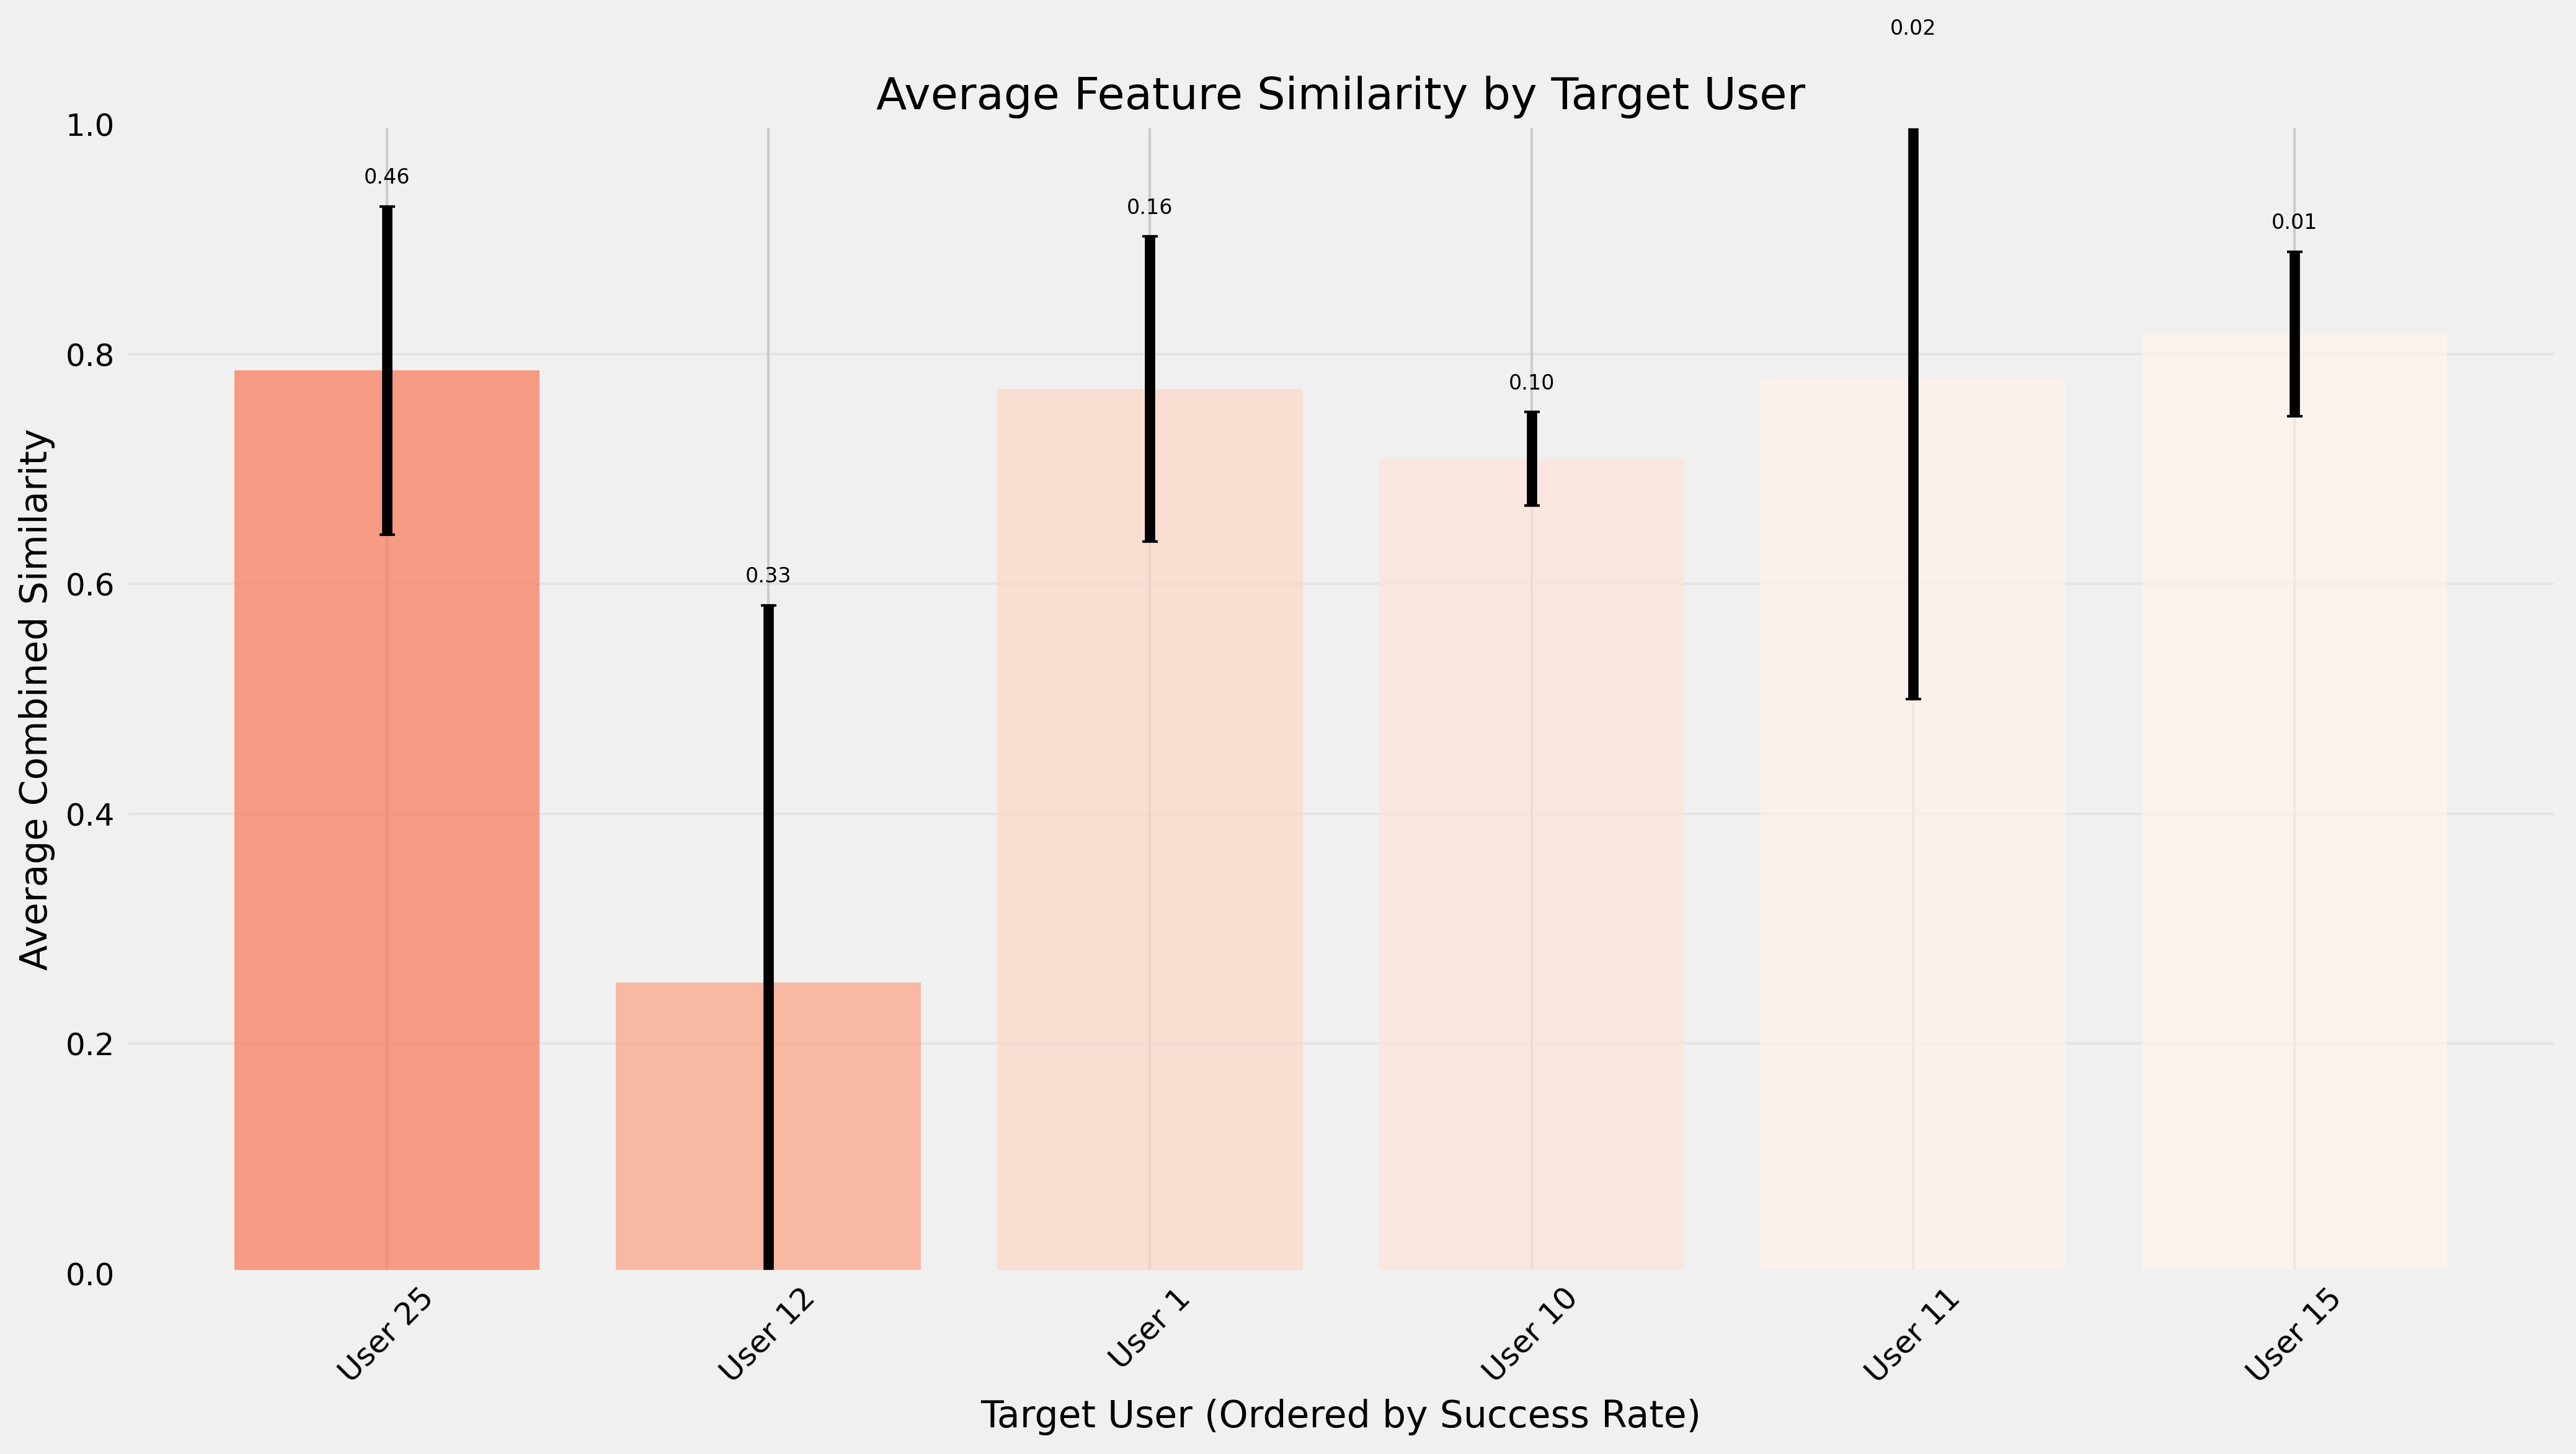 0.02
Average Feature Similarity by Target User
1.0
0.8
0.6
0.4
0.2
0.0
Average Combined Similarity
0.46
0.33
0.16
0.10
0.01
User 25
User 12
User 1
User 10
User 11
User 15
Target User (Ordered by Success Rate)